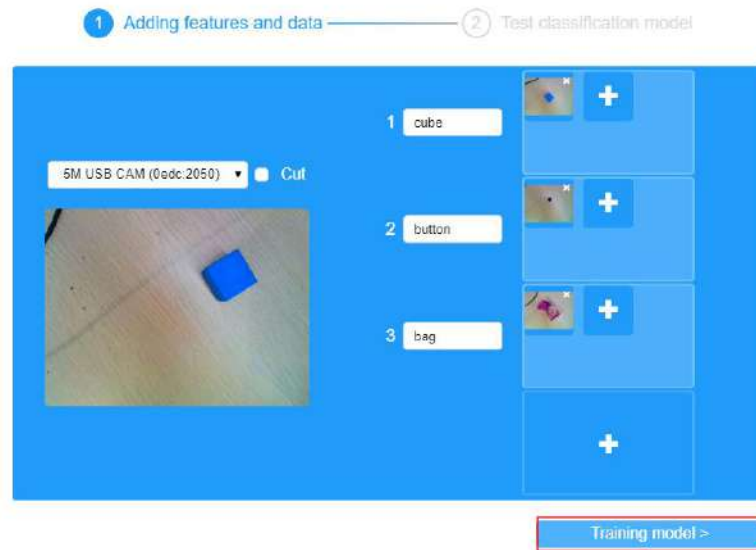 1 Adding features and data
2 Test classification model
1 cube
5M USB CAM (0edc:2050) Cut
2 button
3 bag
Training model >